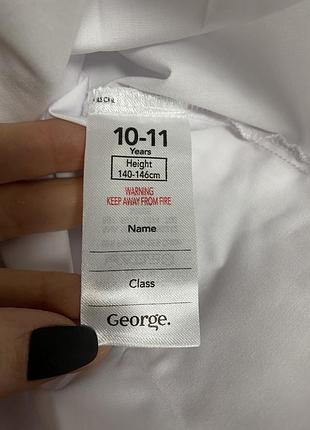 10-11
Years
Height
140-146cm
WARNING
KEEP AWAY FROM FIRE
Name
Class
George.